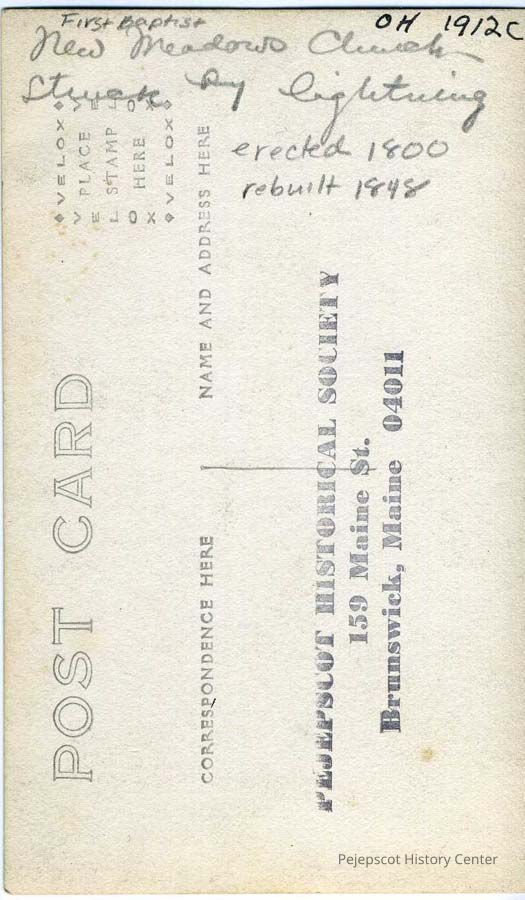 First Baptist
OH 1912C
New Meadows Church
Struck by lightning
erected 1800
rebuilt 1848
VELOX
PLACE
STAMP
HERE
VELOX
NAME AND ADDRESS HERE
POST CARD
CORRESPONDENCE HERE
PEJEPSCOT HISTORICAL SOCIETY
159 Maine St.
Brunswick, Maine 04011
Pejepscot History Center